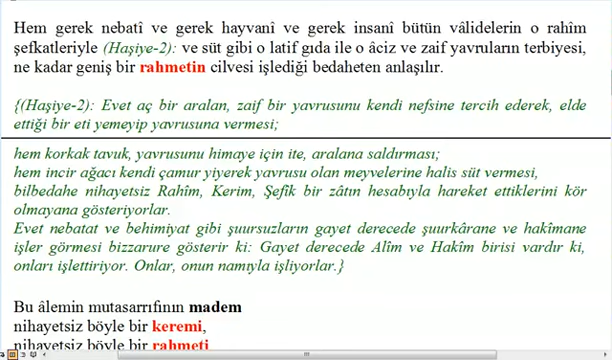 Hem gerek nebatî ve gerek hayvanî ve gerek insanî bütün vâlidelerin o rahîm
şefkatleriyle (Haşiye-2): ve süt gibi o latif gıda ile o âciz ve zaif yavruların terbiyesi,
ne kadar geniş bir rahmetin cilvesi işlediği bedaheten anlaşılır.
{(Haşiye-2): Evet aç bir aralan, zaif bir yavrusunu kendi nefsine tercih ederek, elde
ettiği bir eti yemeyip yavrusuna vermesi;
hem korkak tavuk, yavrusunu himaye için ite, aralana saldırması;
hem incir ağacı kendi çamur yiyerek yavrusu olan meyvelerine halis süt vermesi,
bilbedahe nihayetsiz Rahîm, Kerim, Şefîk bir zâtın hesabıyla hareket ettiklerini kör
olmayana gösteriyorlar.
Evet nebatat ve behimiyat gibi şuursuzların gayet derecede şuurkârane ve hakîmane
işler görmesi bizzarure gösterir ki: Gayet derecede Alîm ve Hakîm birisi vardır ki,
onları işlettiriyor. Onlar, onun namıyla işliyorlar.}
Bu âlemin mutasarrıfının madem
nihayetsiz böyle bir keremi,
nihayetsiz böyle bir rahmeti